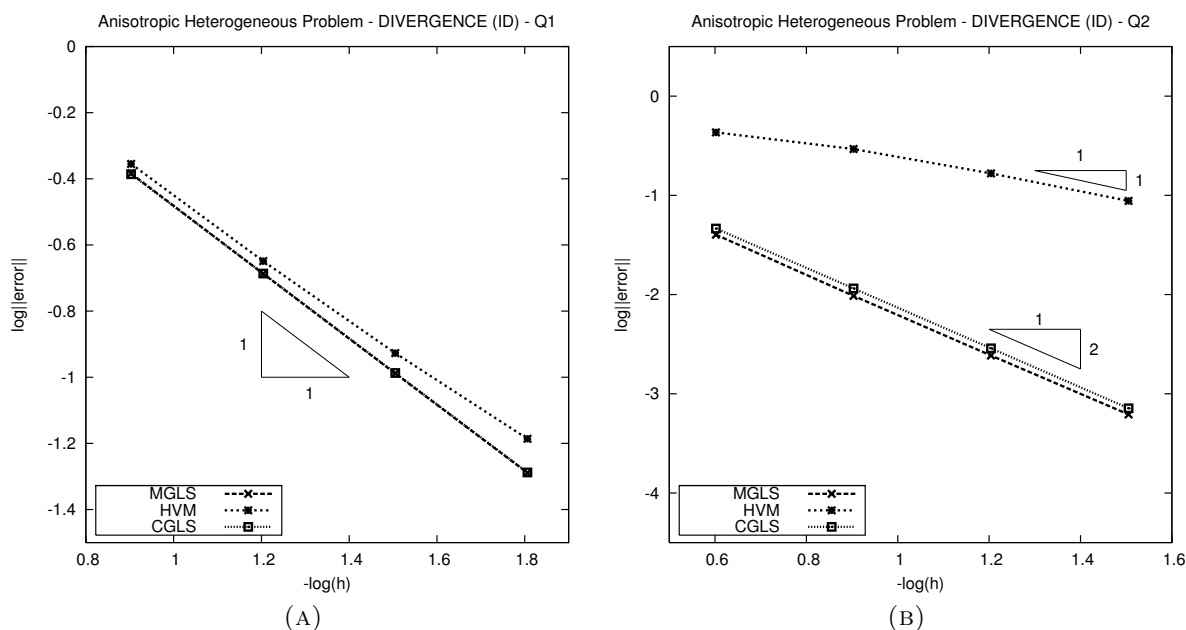 Anisotropic Heterogeneous Problem - DIVERGENCE (ID) - Q1
0
-0.2
-0.4
-0.6
-0.8
-1
-1.2
-1.4
log||error||
1
1
MGLS
HVM
CGLS
0.8
1
1.2
1.4
1.6
1.8
-log(h)
(A)
Anisotropic Heterogeneous Problem - DIVERGENCE (ID) - Q2
0
-1
-2
-3
-4
log||error||
1
1
1
2
MGLS
HVM
CGLS
0.6
0.8
1
1.2
1.4
1.6
-log(h)
(B)